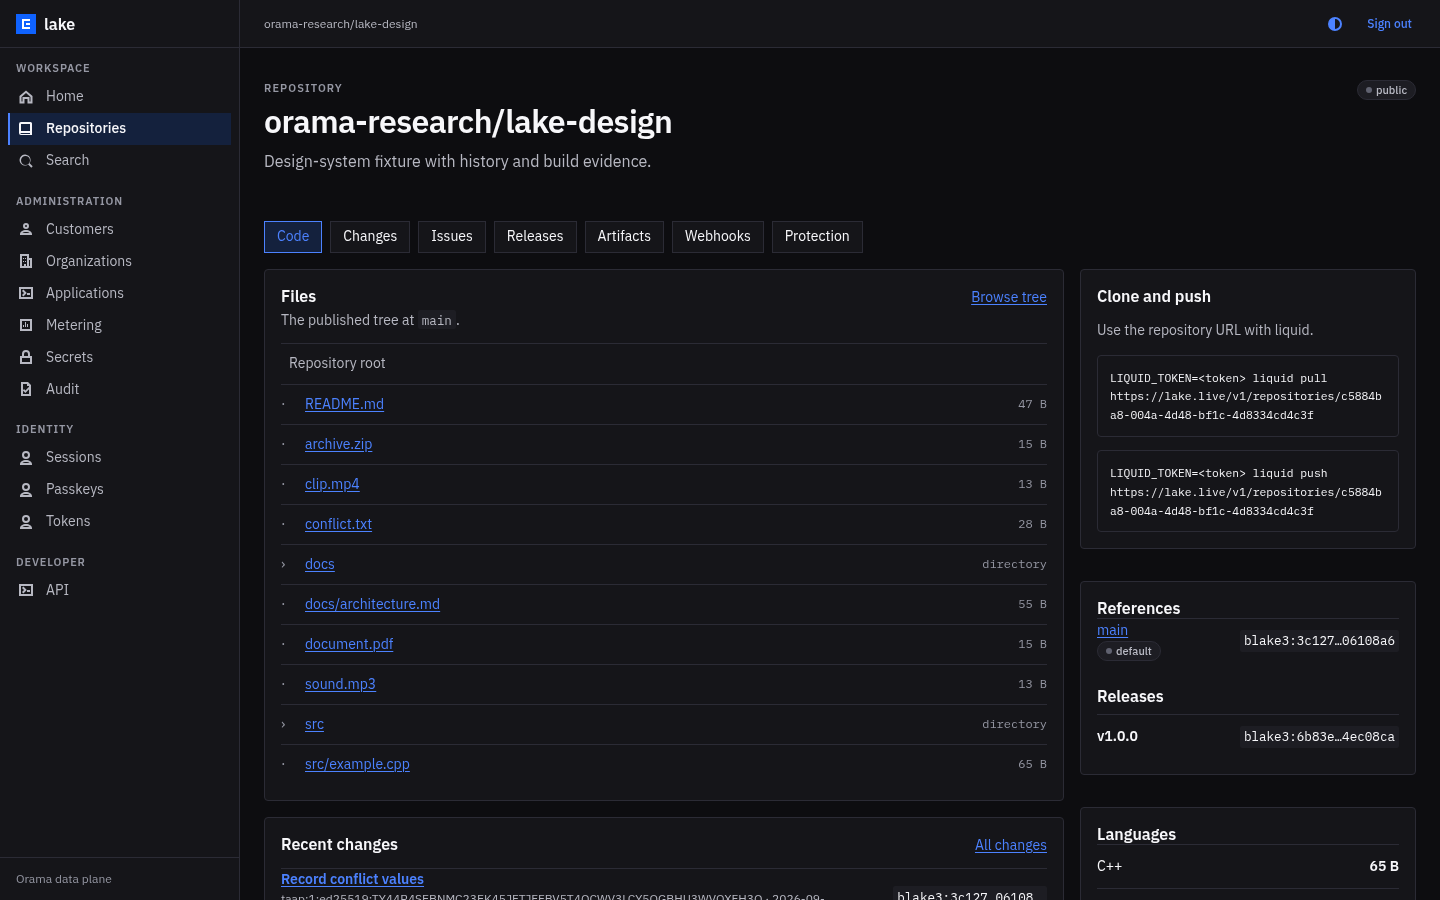 lake
orama-research/lake-design
Sign out
WORKSPACE
Home
Repositories
Search
ADMINISTRATION
Customers
Organizations
Applications
Metering
Secrets
Audit
IDENTITY
Sessions
Passkeys
Tokens
DEVELOPER
API
Orama data plane
REPOSITORY
public
orama-research/lake-design
Design-system fixture with history and build evidence.
Code
Changes
Issues
Releases
Artifacts
Webhooks
Protection
Files
Browse tree
The published tree at main.
Repository root
· README.md 47 B
· archive.zip 15 B
· clip.mp4 13 B
· conflict.txt 28 B
› docs directory
· docs/architecture.md 55 B
· document.pdf 15 B
· sound.mp3 13 B
› src directory
· src/example.cpp 65 B
Recent changes
All changes
Record conflict values
Clone and push
Use the repository URL with liquid.
LIQUID_TOKEN=<token> liquid pull
https://lake.live/v1/repositories/c5884b
a8-004a-4d48-bf1c-4d8334cd4c3f
LIQUID_TOKEN=<token> liquid push
https://lake.live/v1/repositories/c5884b
a8-004a-4d48-bf1c-4d8334cd4c3f
References
main
default
blake3:3c127…06108a6
Releases
v1.0.0 blake3:6b83e…4ec08ca
Languages
C++ 65 B